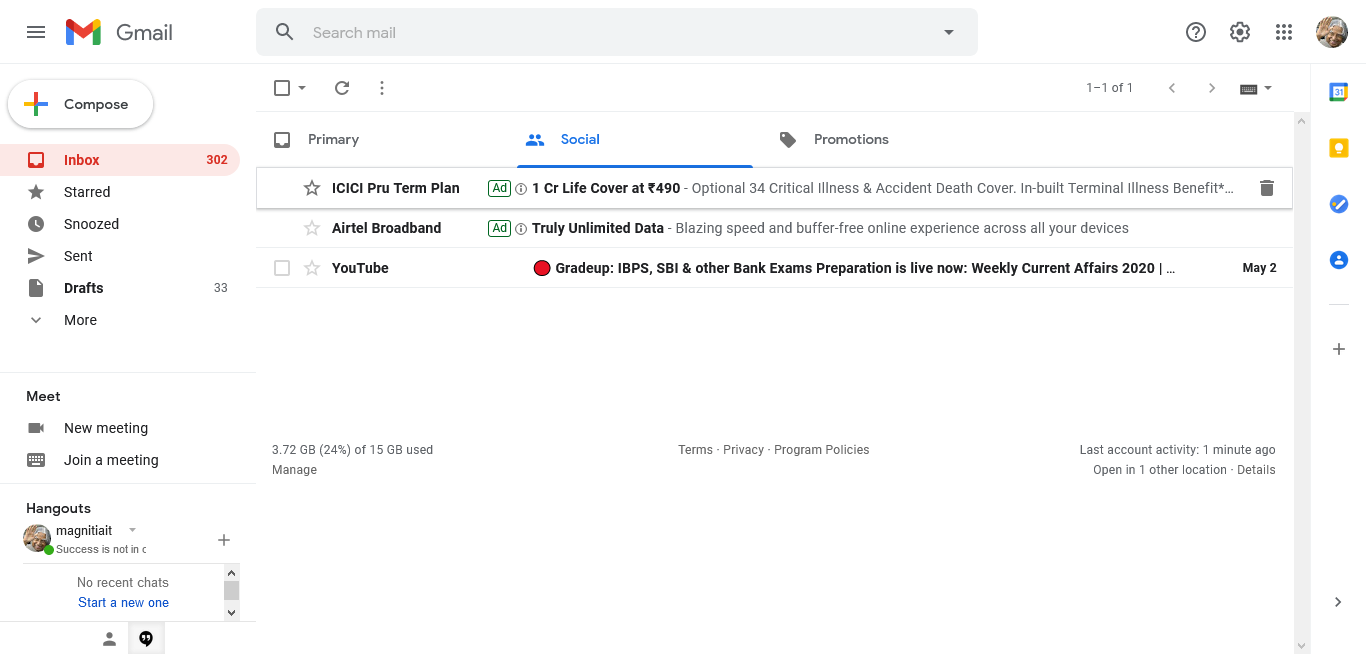 Gmail
Search mail
Compose
1–1 of 1
31
Inbox 302
Starred
Snoozed
Sent
Drafts 33
More
Primary
Social
Promotions
ICICI Pru Term Plan Ad 1 Cr Life Cover at ₹490 - Optional 34 Critical Illness & Accident Death Cover. In-built Terminal Illness Benefit*…
Airtel Broadband Ad Truly Unlimited Data - Blazing speed and buffer-free online experience across all your devices
YouTube Gradeup: IBPS, SBI & other Bank Exams Preparation is live now: Weekly Current Affairs 2020 | … May 2
Meet
New meeting
Join a meeting
3.72 GB (24%) of 15 GB used
Manage
Terms · Privacy · Program Policies
Last account activity: 1 minute ago
Open in 1 other location · Details
Hangouts
magnitiait
Success is not in c
No recent chats
Start a new one